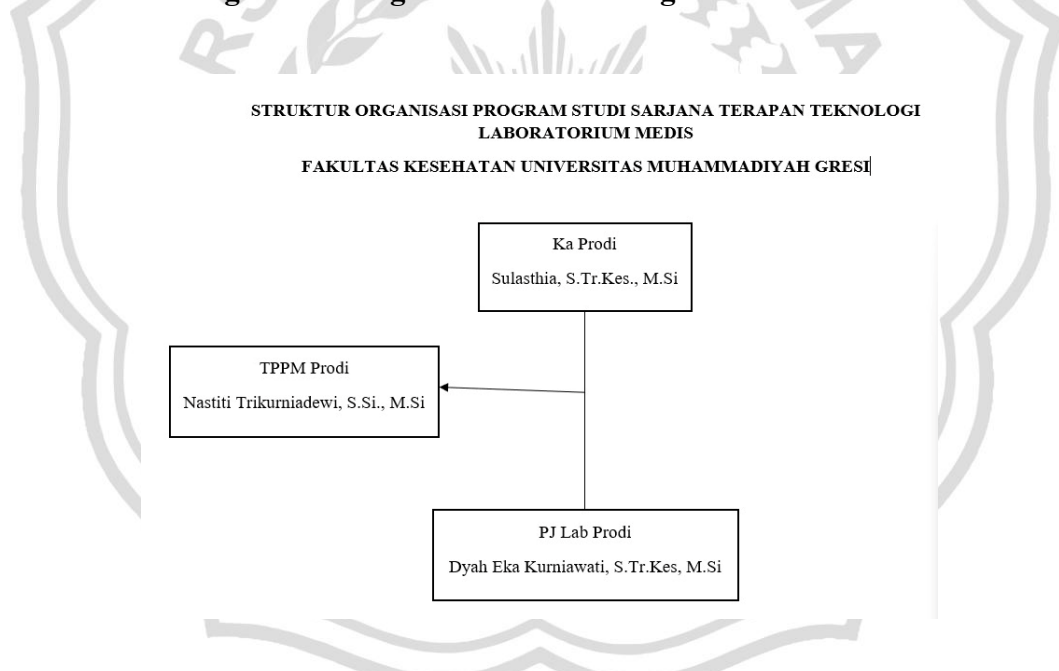 STRUKTUR ORGANISASI PROGRAM STUDI SARJANA TERAPAN TEKNOLOGI
LABORATORIUM MEDIS
FAKULTAS KESEHATAN UNIVERSITAS MUHAMMADIYAH GRESI
Ka Prodi
Sulasthia, S.Tr.Kes., M.Si
TPPM Prodi
Nastiti Trikurniadewi, S.Si., M.Si
PJ Lab Prodi
Dyah Eka Kurniawati, S.Tr.Kes, M.Si